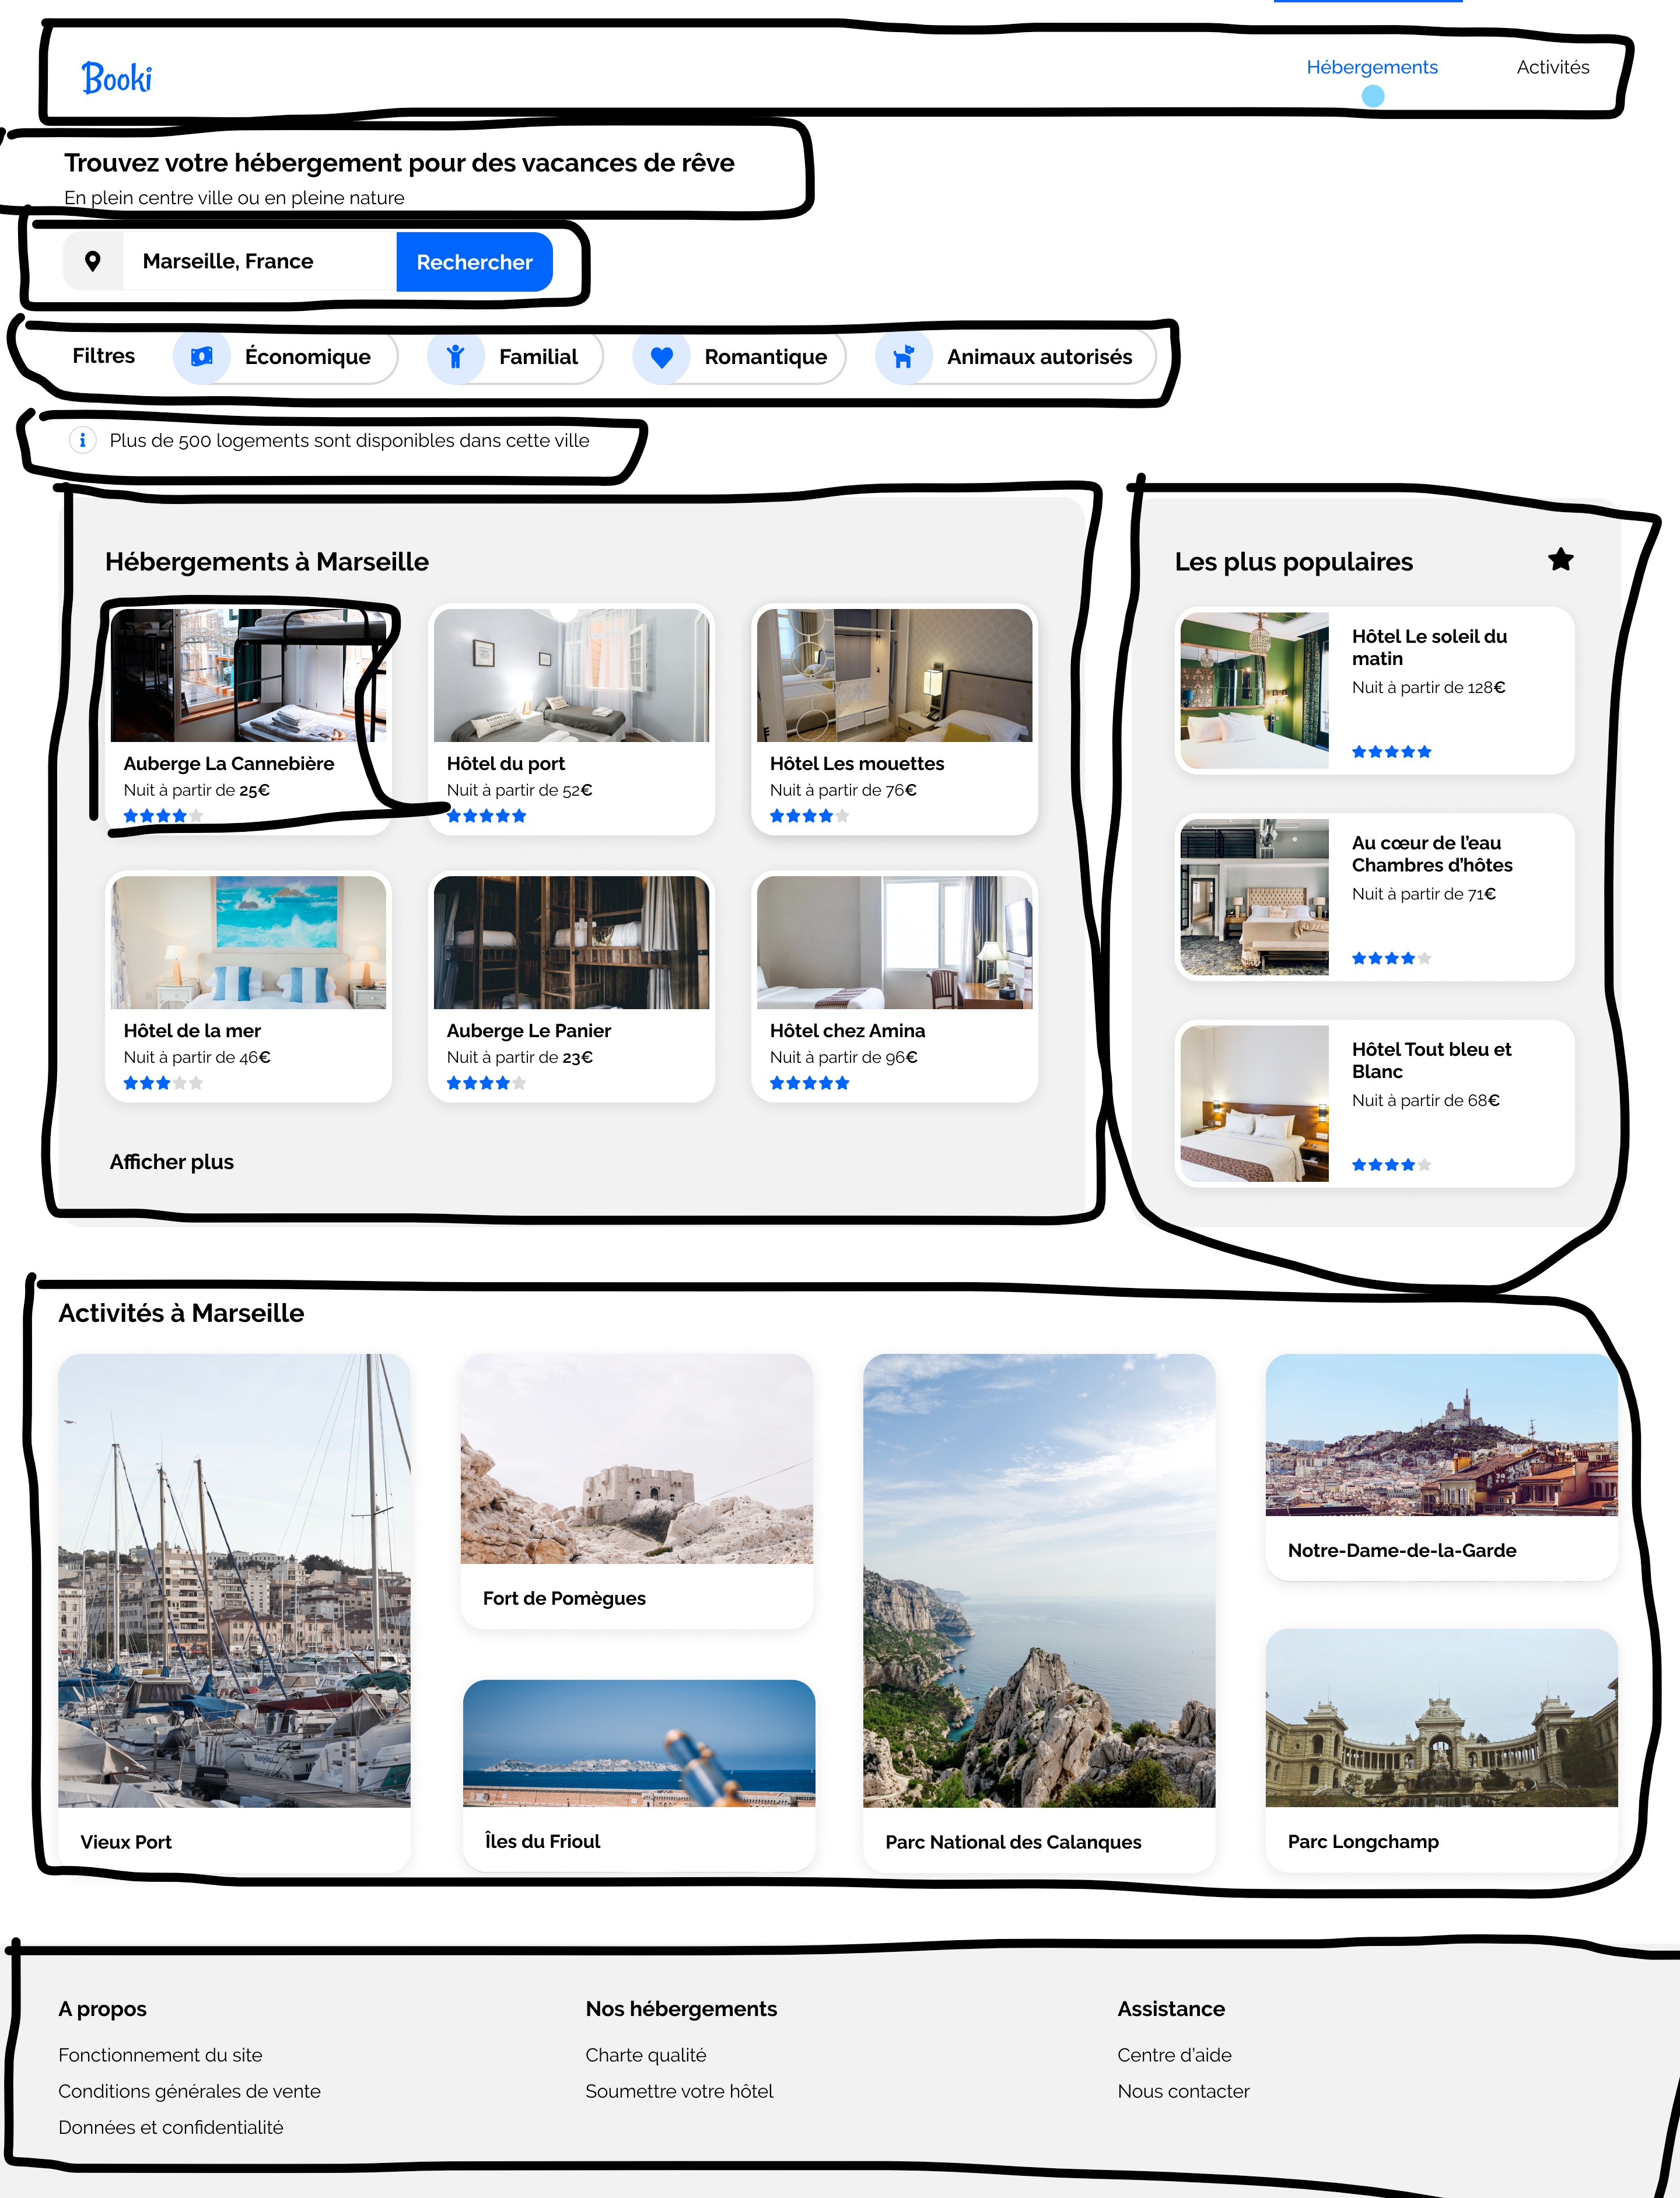 Booki
Hébergements
Activités
Trouvez votre hébergement pour des vacances de rêve
En plein centre ville ou en pleine nature
Marseille, France
Rechercher
Filtres
Économique
Familial
Romantique
Animaux autorisés
Plus de 500 logements sont disponibles dans cette ville
Hébergements à Marseille
Auberge La Cannebière
Nuit à partir de 25€
Hôtel du port
Nuit à partir de 52€
Hôtel Les mouettes
Nuit à partir de 76€
Hôtel de la mer
Nuit à partir de 46€
Auberge Le Panier
Nuit à partir de 23€
Hôtel chez Amina
Nuit à partir de 96€
Afficher plus
Les plus populaires
Hôtel Le soleil du
matin
Nuit à partir de 128€
Au cœur de l’eau
Chambres d’hôtes
Nuit à partir de 71€
Hôtel Tout bleu et
Blanc
Nuit à partir de 68€
Activités à Marseille
Vieux Port
Fort de Pomègues
Îles du Frioul
Parc National des Calanques
Notre-Dame-de-la-Garde
Parc Longchamp
A propos
Fonctionnement du site
Conditions générales de vente
Données et confidentialité
Nos hébergements
Charte qualité
Soumettre votre hôtel
Assistance
Centre d’aide
Nous contacter